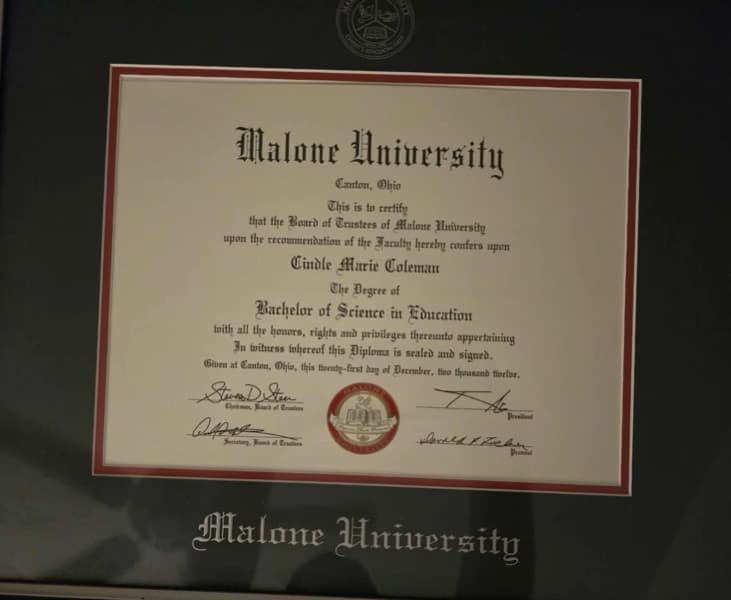 Malone University
Canton, Ohio
This is to certify
that the Board of Trustees of Malone University
upon the recommendation of the Faculty hereby confers upon
Cindle Marie Coleman
The Degree of
Bachelor of Science in Education
with all the honors, rights and privileges thereunto appertaining
In witness whereof this Diploma is sealed and signed.
Given at Canton, Ohio, this twenty-first day of December, two thousand twelve.
Steven D. Steer
Chairman, Board of Trustees
President
Secretary, Board of Trustees
Provost
Malone University